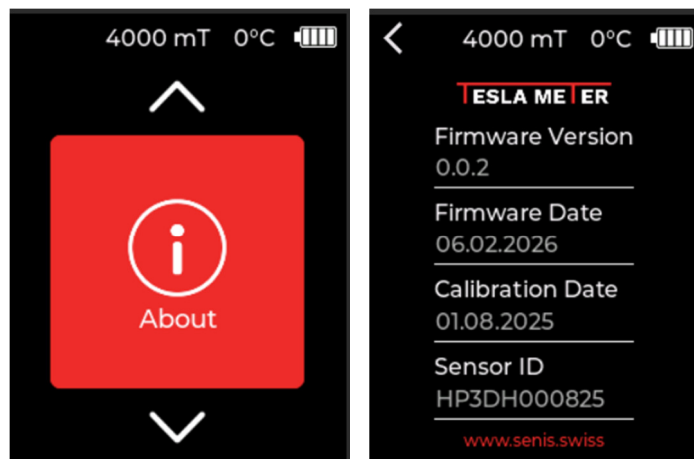 4000 mT 0°C
About
4000 mT 0°C
TESLA METER
Firmware Version
0.0.2
Firmware Date
06.02.2026
Calibration Date
01.08.2025
Sensor ID
HP3DH000825
www.senis.swiss